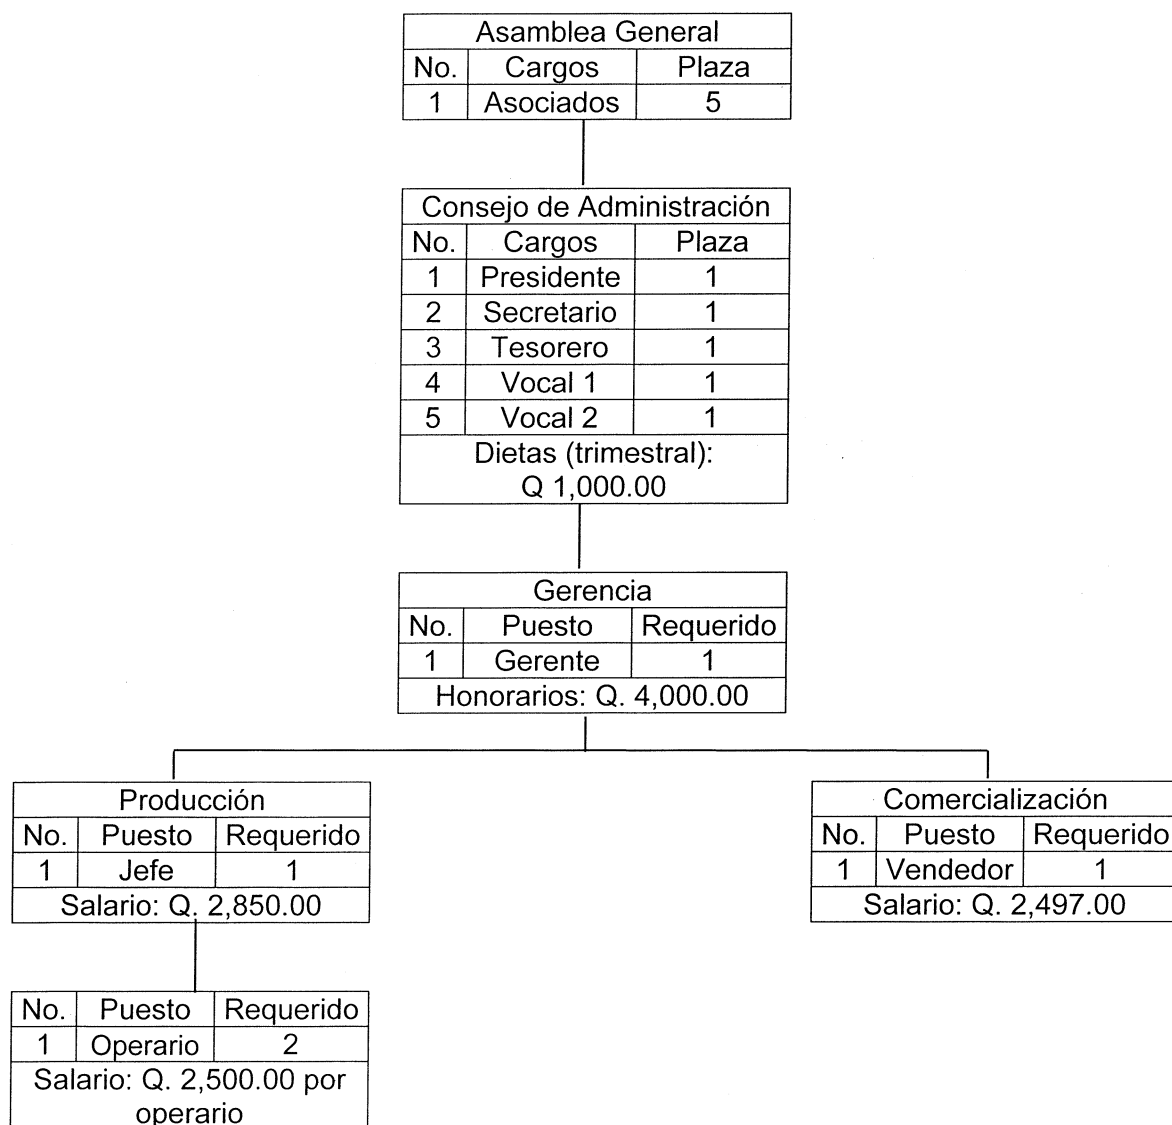 Asamblea General
No. Cargos Plaza
1 Asociados 5
Consejo de Administración
No. Cargos Plaza
1 Presidente 1
2 Secretario 1
3 Tesorero 1
4 Vocal 1 1
5 Vocal 2 1
Dietas (trimestral):
Q 1,000.00
Gerencia
No. Puesto Requerido
1 Gerente 1
Honorarios: Q. 4,000.00
Producción
No. Puesto Requerido
1 Jefe 1
Salario: Q. 2,850.00
Comercialización
No. Puesto Requerido
1 Vendedor 1
Salario: Q. 2,497.00
No. Puesto Requerido
1 Operario 2
Salario: Q. 2,500.00 por
operario